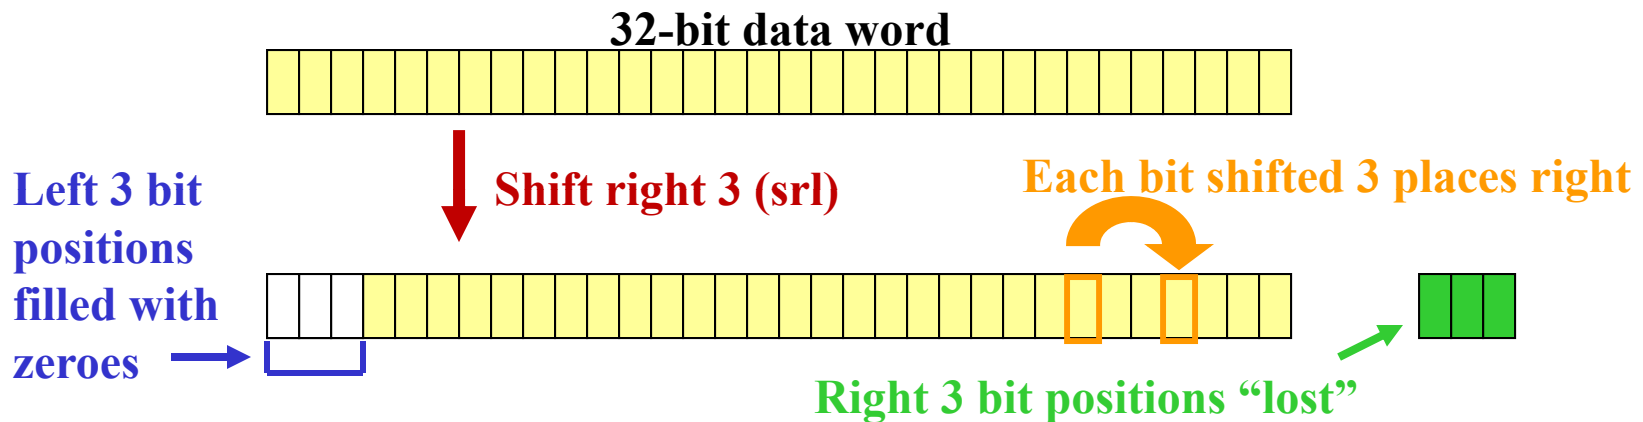 32-bit data word
Shift right 3 (srl)
Each bit shifted 3 places right
Left 3 bit
positions
filled with
zeroes
Right 3 bit positions “lost”